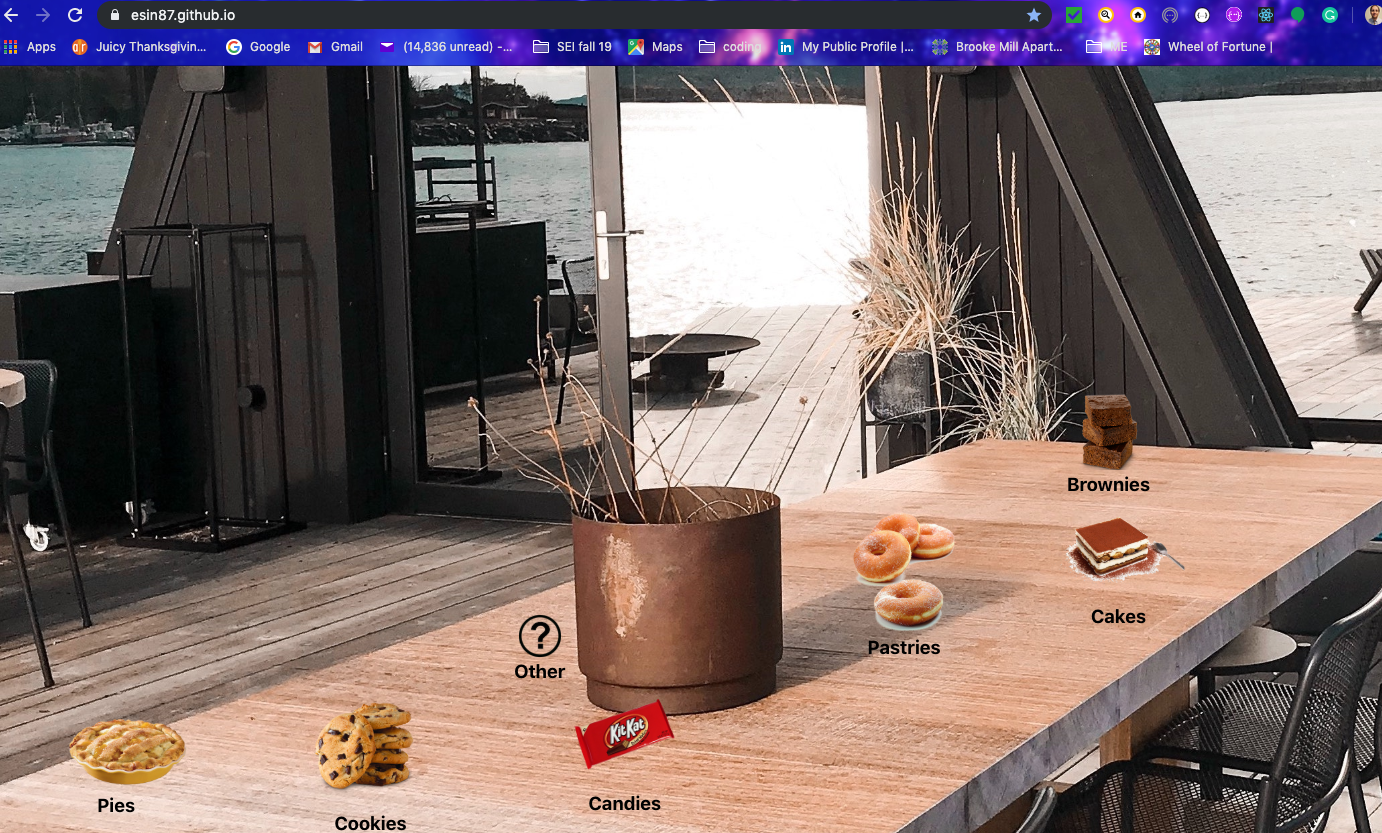 esin87.github.io
Apps
Juicy Thanksgivin...
Google
Gmail
(14,836 unread) -...
SEI fall 19
Maps
coding
My Public Profile |...
Brooke Mill Apart...
ME
Wheel of Fortune |
Brownies
Cakes
Pastries
?
Other
KitKat
Pies
Candies
Cookies